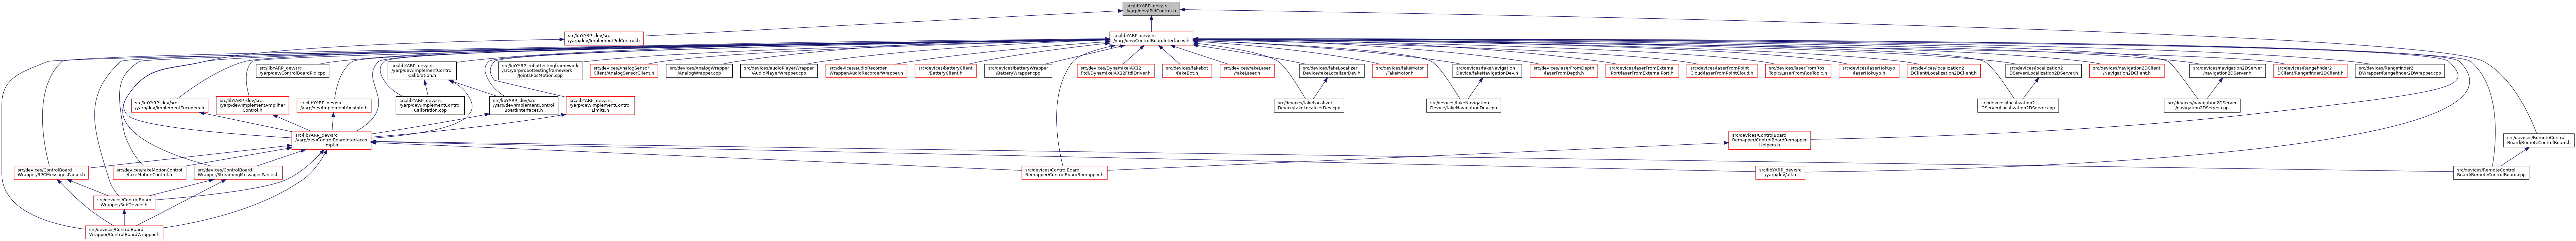 src/libYARP_dev/src
/yarp/dev/IPidControl.h
src/libYARP_dev/src
/yarp/dev/ImplementPidControl.h
src/libYARP_dev/src
/yarp/dev/ControlBoardInterfaces.h
src/libYARP_dev/src
/yarp/dev/ControlBoardPid.cpp
src/libYARP_dev/src
/yarp/dev/ImplementControl
Calibration.h
src/libYARP_robottestingframework
/src/yarp/robottestingframework
/JointsPosMotion.cpp
src/devices/AnalogSensor
Client/AnalogSensorClient.h
src/devices/AnalogWrapper
/AnalogWrapper.cpp
src/devices/audioPlayerWrapper
/AudioPlayerWrapper.cpp
src/devices/audioRecorder
Wrapper/AudioRecorderWrapper.h
src/devices/batteryClient
/BatteryClient.h
src/devices/batteryWrapper
/BatteryWrapper.cpp
src/devices/DynamixelAX12
Ftdi/DynamixelAX12FtdiDriver.h
src/devices/fakebot
/FakeBot.h
src/devices/fakeLaser
/fakeLaser.h
src/devices/fakeLocalizer
Device/fakeLocalizerDev.h
src/devices/fakeMotor
/FakeMotor.h
src/devices/fakeNavigation
Device/fakeNavigationDev.h
src/devices/laserFromDepth
/laserFromDepth.h
src/devices/laserFromExternal
Port/laserFromExternalPort.h
src/devices/laserFromPoint
Cloud/laserFromPointCloud.h
src/devices/laserFromRos
Topic/LaserFromRosTopic.h
src/devices/laserHokuyo
/laserHokuyo.h
src/devices/localization2
DClient/Localization2DClient.h
src/devices/localization2
DServer/Localization2DServer.h
src/devices/navigation2DClient
/Navigation2DClient.h
src/devices/navigation2DServer
/navigation2DServer.h
src/devices/Rangefinder2
DClient/Rangefinder2DClient.h
src/devices/Rangefinder2
DWrapper/Rangefinder2DWrapper.cpp
src/libYARP_dev/src
/yarp/dev/ImplementEncoders.h
src/libYARP_dev/src
/yarp/dev/ImplementAmplifier
Control.h
src/libYARP_dev/src
/yarp/dev/ImplementAxisInfo.h
src/libYARP_dev/src
/yarp/dev/ImplementControl
Calibration.cpp
src/libYARP_dev/src
/yarp/dev/ImplementControl
BoardInterfaces.h
src/libYARP_dev/src
/yarp/dev/ImplementControl
Limits.h
src/devices/fakeLocalizer
Device/fakeLocalizerDev.cpp
src/devices/fakeNavigation
Device/fakeNavigationDev.cpp
src/devices/localization2
DServer/Localization2DServer.cpp
src/devices/navigation2DServer
/navigation2DServer.cpp
src/libYARP_dev/src
/yarp/dev/ControlBoardInterfaces
Impl.h
src/devices/ControlBoard
Remapper/ControlBoardRemapper
Helpers.h
src/devices/RemoteControl
Board/RemoteControlBoard.h
src/devices/ControlBoard
Wrapper/RPCMessagesParser.h
src/devices/fakeMotionControl
/fakeMotionControl.h
src/devices/ControlBoard
Wrapper/StreamingMessagesParser.h
src/devices/ControlBoard
Remapper/ControlBoardRemapper.h
src/libYARP_dev/src
/yarp/dev/all.h
src/devices/RemoteControl
Board/RemoteControlBoard.cpp
src/devices/ControlBoard
Wrapper/SubDevice.h
src/devices/ControlBoard
Wrapper/ControlBoardWrapper.h